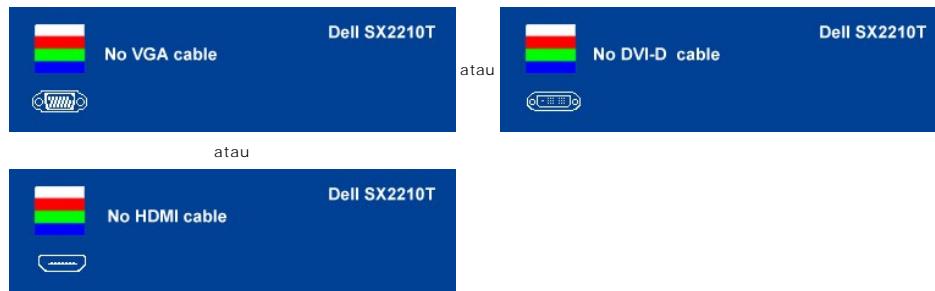 Dell SX2210T
No VGA cable
atau
Dell SX2210T
No DVI-D cable
atau
Dell SX2210T
No HDMI cable